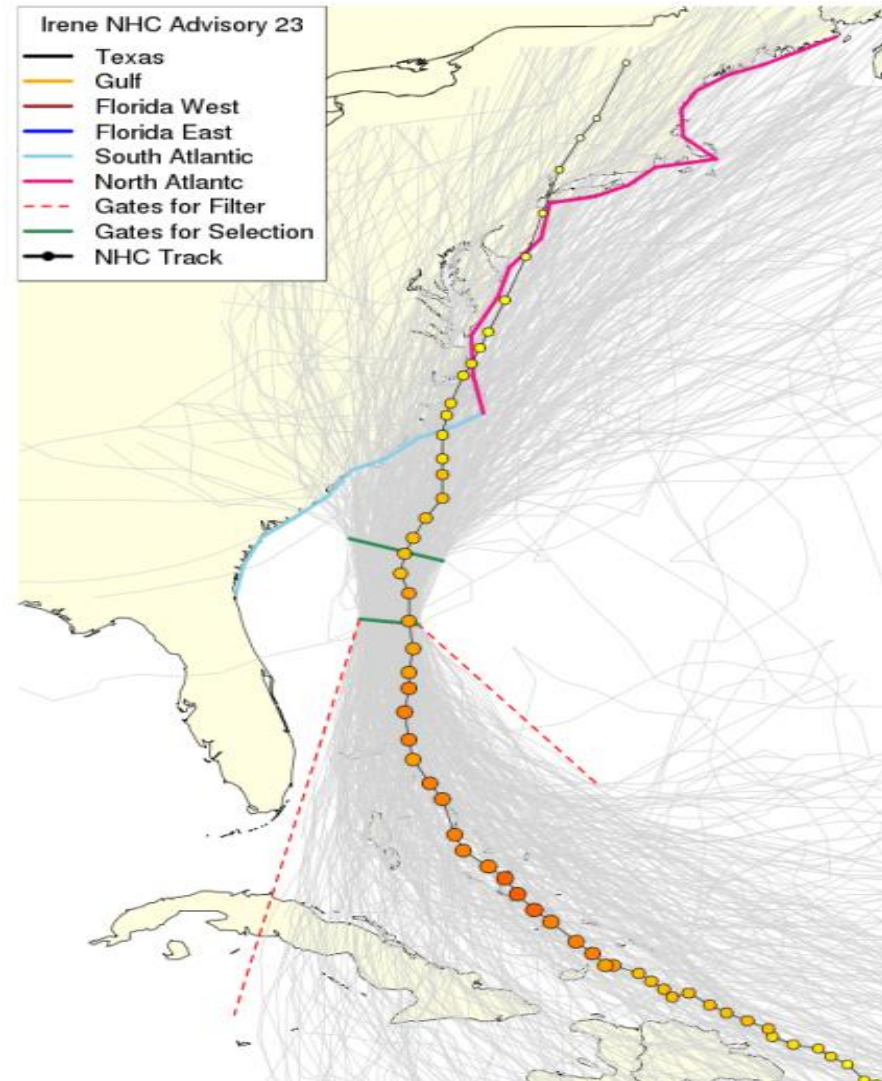 Irene NHC Advisory 23
Texas
Gulf
Florida West
Florida East
South Atlantic
North Atlantc
Gates for Filter
Gates for Selection
NHC Track